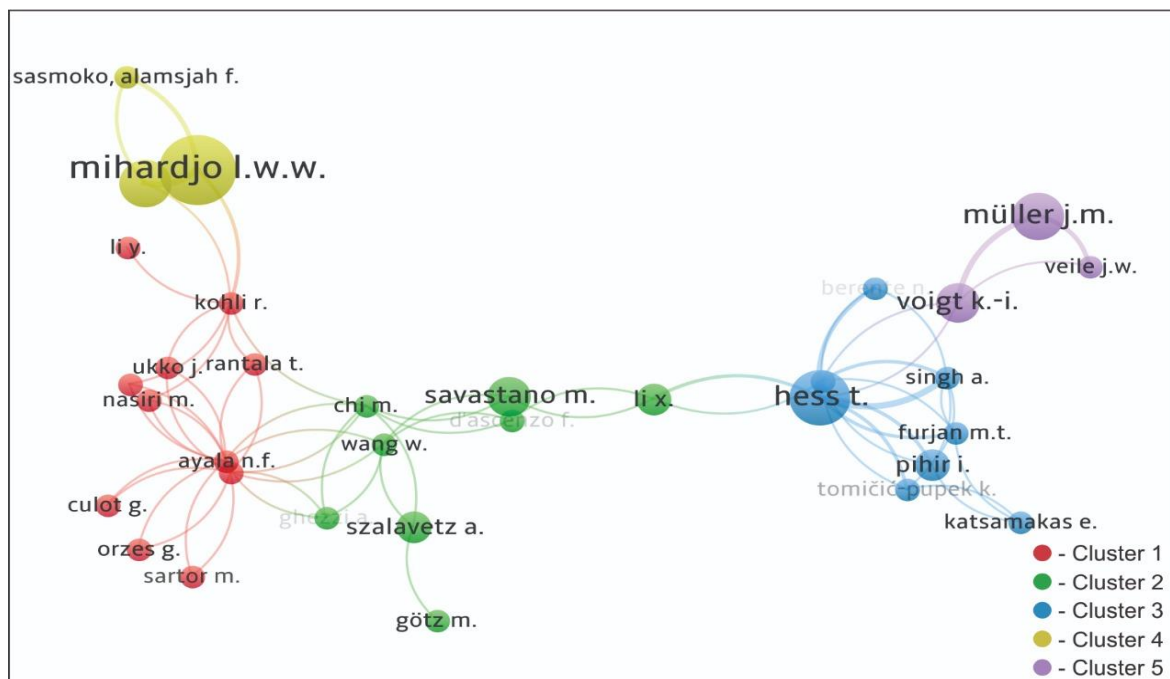 sasmoko, alamsjah f.
mihardjo l.w.w.
li y.
kohli r.
ukko j.
rantala t.
nasiri m.
ayala n.f.
culot g.
orzes g.
sartor m.
chi m.
savastano m.
d'ascenzo f.
wang w.
ghezzi a.
szalavetz a.
götz m.
li x.
müller j.m.
veile j.w.
berente n.
voigt k.-i.
hess t.
singh a.
furjan m.t.
pihir i.
tomičić-pupek k.
katsamakas e.
- Cluster 1
- Cluster 2
- Cluster 3
- Cluster 4
- Cluster 5